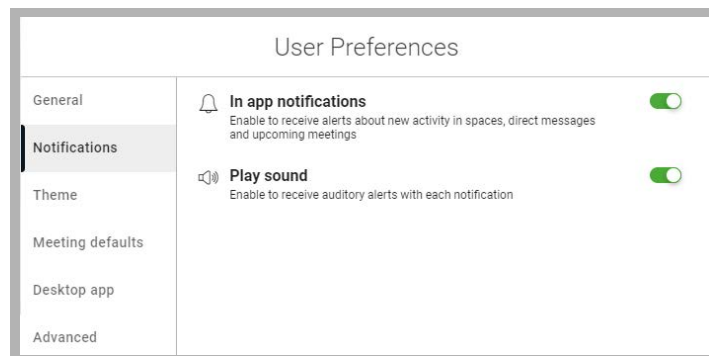 User Preferences
General
Notifications
Theme
Meeting defaults
Desktop app
Advanced
In app notifications
Enable to receive alerts about new activity in spaces, direct messages
and upcoming meetings
Play sound
Enable to receive auditory alerts with each notification